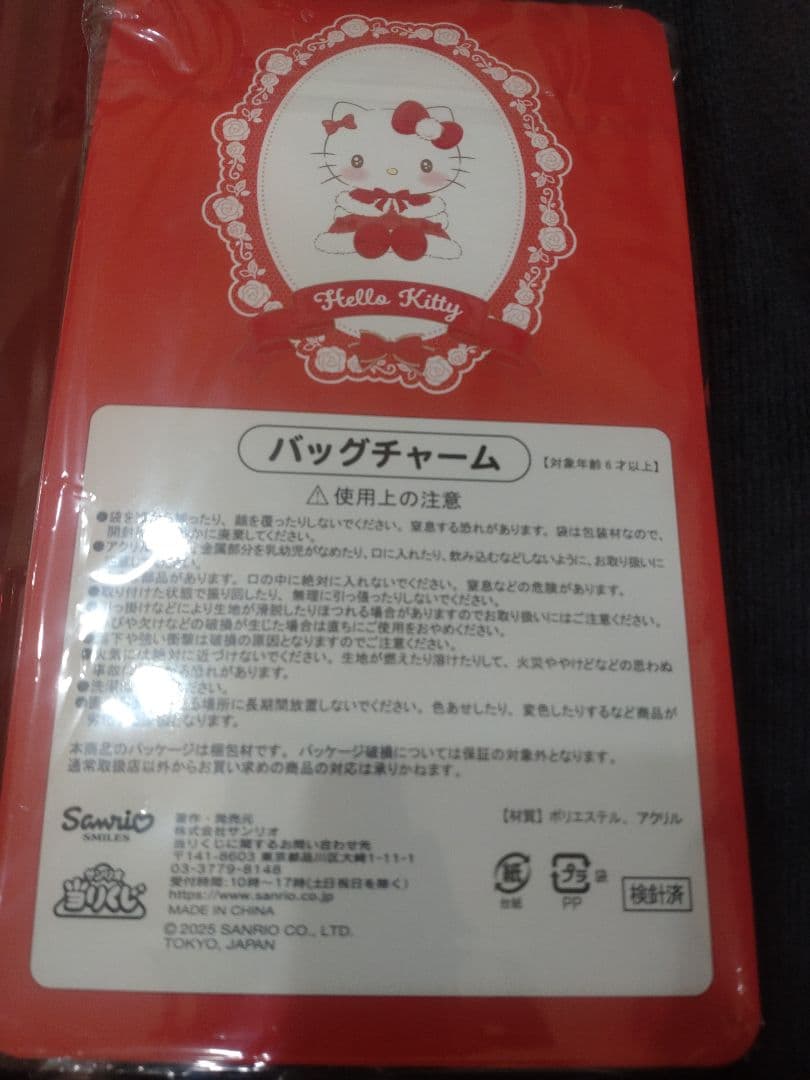 Hello Kitty
バッグチャーム
【対象年齢6才以上】
⚠使用上の注意
●袋を ったり、顔を覆ったりしないでください。窒息する恐れがあります。袋は包装材なので、
開封 かに廃棄してください。
●アクリル 金属部分を乳幼児がなめたり、口に入れたり、飲み込むなどしないように、お取り扱いに
ください。
部品があります。口の中に絶対に入れないでください。窒息などの危険があります。
●取り付けた状態で振り回したり、無理に引っ張ったりしないでください。
っ掛けなどにより生地が滑脱したりほつれる場合がありますのでお取り扱いにはご注意ください。
びや欠けなどの破損が生じた場合は直ちにご使用をおやめください。
下や強い衝撃は破損の原因となりますのでご注意ください。
火気には絶対に近づけないでください。生地が燃えたり溶けたりして、火災ややけどなどの思わぬ
事故 る恐れがあります。
●洗濯 ください。
● る場所に長期間放置しないでください。色あせしたり、変色したりするなど商品が
なります。
本商品のパッケージは梱包材です。パッケージ破損については保証の対象外となります。
通常取扱店以外からお買い求めの商品の対応は承りかねます。
Sanrio
SMILES
サンリオ
当りくじ
著作・発売元
株式会社サンリオ
当りくじに関するお問い合わせ先
〒141-8603 東京都品川区大崎1-11-1
03-3779-8148
受付時間:10時～17時(土日祝日を除く)
https://www.sanrio.co.jp
MADE IN CHINA
© 2025 SANRIO CO., LTD.
TOKYO, JAPAN
【材質】ポリエステル、アクリル
紙
台紙
プラ
袋
PP
検針済